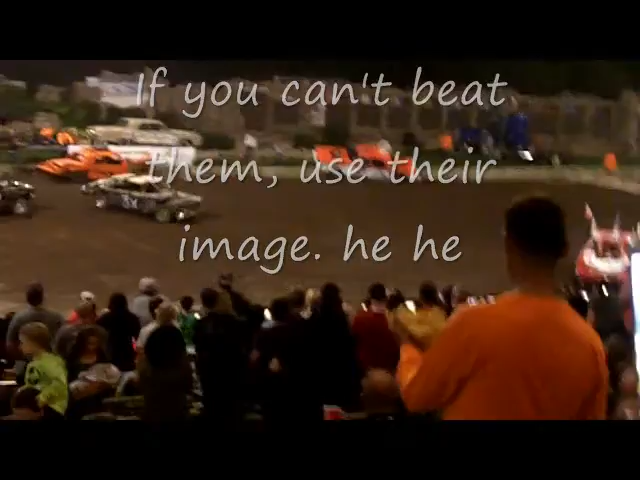 If you can't beat
them, use their
image. he he